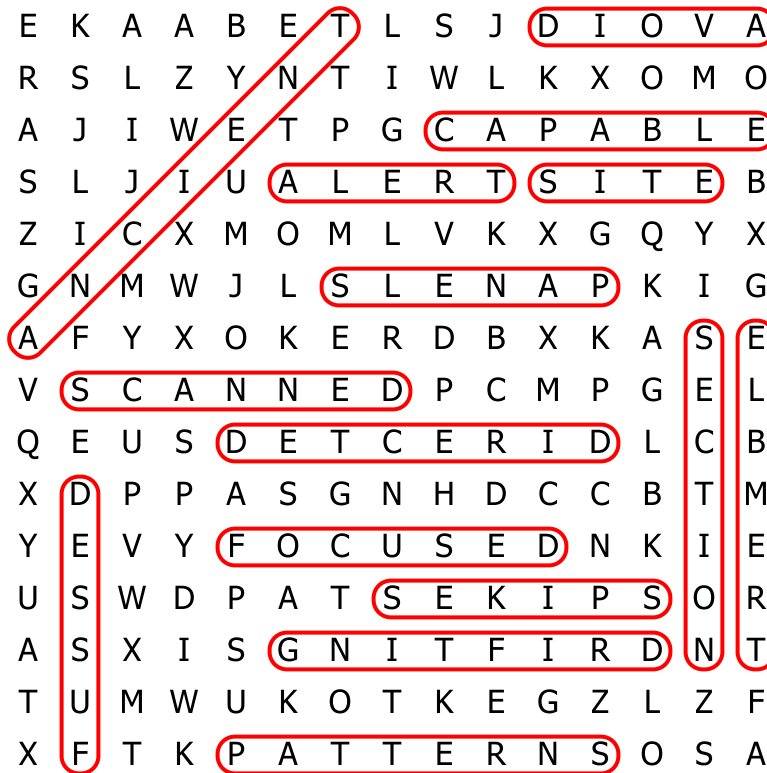 E K A A B E T L S J D I O V A
R S L Z Y N T I W L K X O M O
A J I W E T P G C A P A B L E
S L J I U A L E R T S I T E B
Z I C X M O M L V K X G Q Y X
G N M W J L S L E N A P K I G
A F Y X O K E R D B X K A S E
V S C A N N E D P C M P G E L
Q E U S D E T C E R I D L C B
X D P P A S G N H D C C B T M
Y E V Y F O C U S E D N K I E
U S W D P A T S E K I P S O R
A S X I S G N I T F I R D N T
T U M W U K O T K E G Z L Z F
X F T K P A T T E R N S O S A